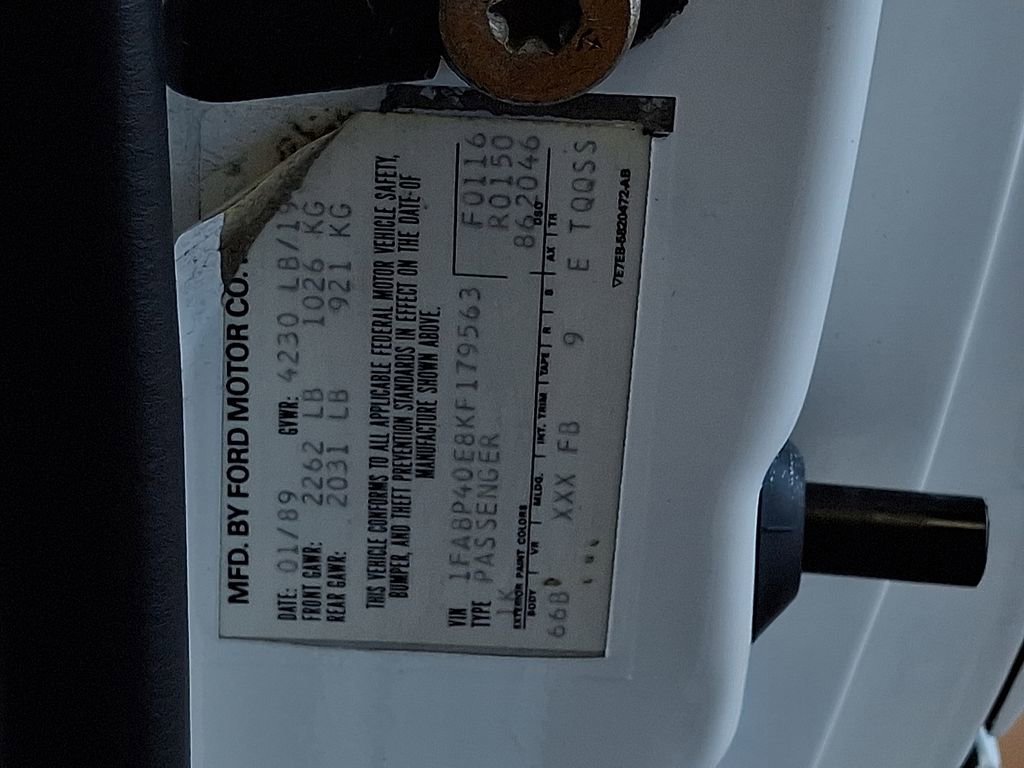 MFD. BY FORD MOTOR CO.
DATE: 01/89 GVWR: 4230 LB/19
FRONT GAWR: 2262 LB 1026 KG
REAR GAWR: 2031 LB 921 KG
THIS VEHICLE CONFORMS TO ALL APPLICABLE FEDERAL MOTOR VEHICLE SAFETY,
BUMPER, AND THEFT PREVENTION STANDARDS IN EFFECT ON THE DATE OF
MANUFACTURE SHOWN ABOVE.
VIN 1FABP40E8KF179563 F0116
TYPE PASSENGER R0150
1K 862046
EXTERIOR PAINT COLORS DSO
BODY VR MLDG. INT. TRIM TAPE R S AX TR
66B XXX FB 9 E TQQSS
VE7EB-5820472-AB